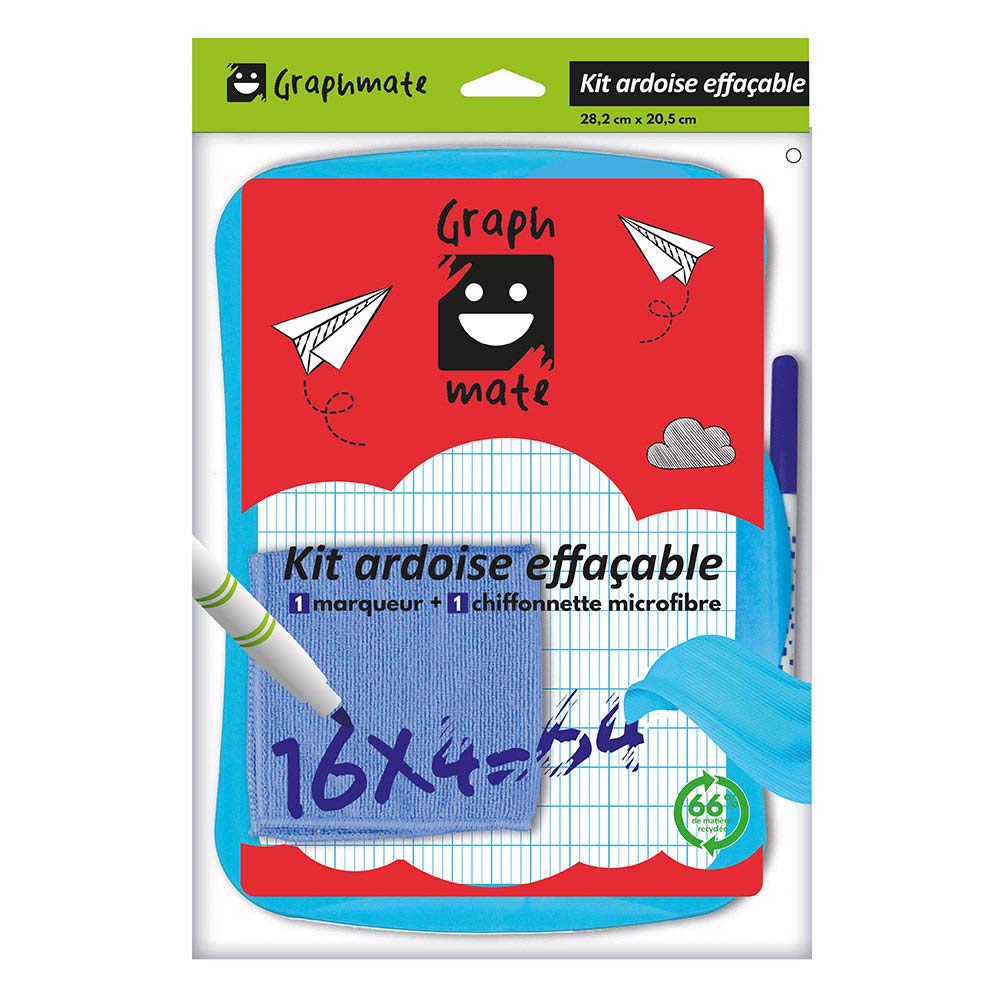 Graphmate
Kit ardoise effaçable
28,2 cm x 20,5 cm
Graph
mate
Kit ardoise effaçable
1 marqueur + 1 chiffonnette microfibre
16X4=
,4
66%
de matière
recyclée